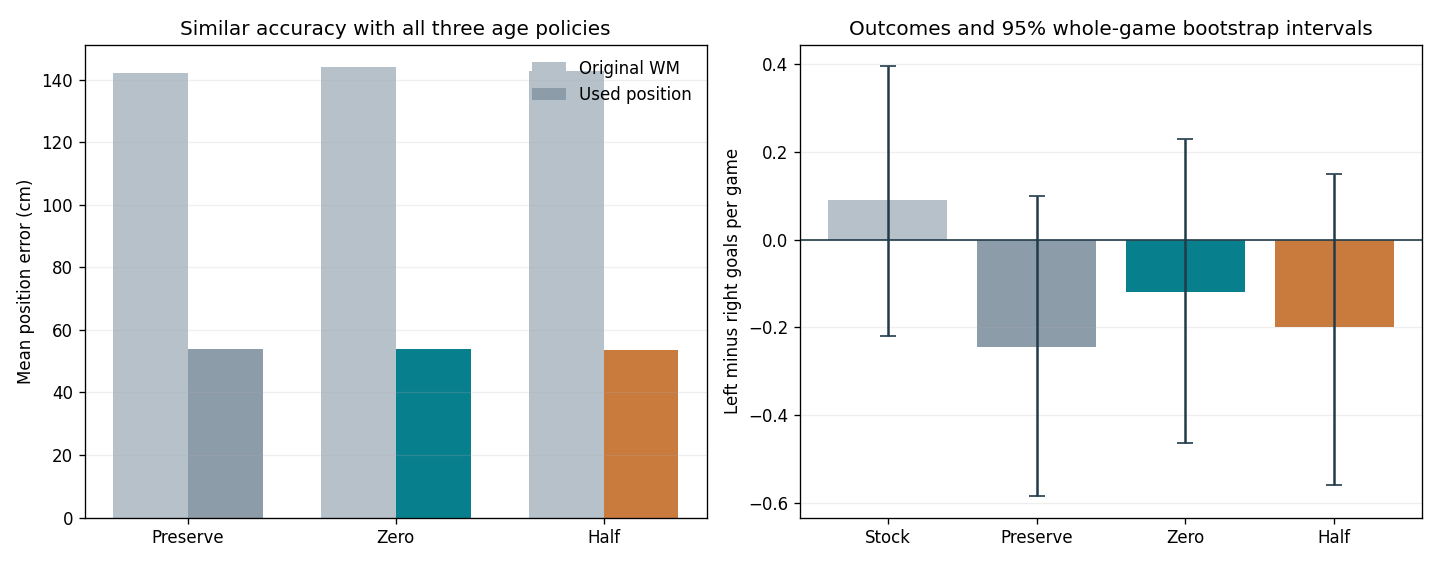 Similar accuracy with all three age policies
Mean position error (cm)
140
120
100
80
60
40
20
0
Original WM
Used position
Preserve
Zero
Half
Outcomes and 95% whole-game bootstrap intervals
Left minus right goals per game
0.4
0.2
0.0
−0.2
−0.4
−0.6
Stock
Preserve
Zero
Half